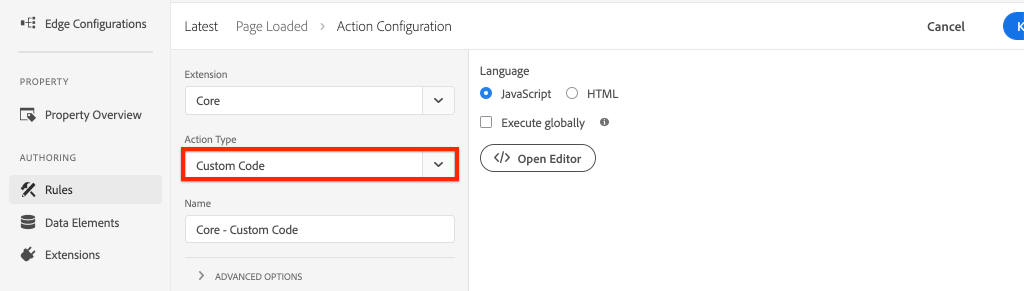 Edge Configurations
PROPERTY
Property Overview
AUTHORING
Rules
Data Elements
Extensions
Latest Page Loaded > Action Configuration Cancel K
Extension
Core
Action Type
Custom Code
Name
Core - Custom Code
> ADVANCED OPTIONS
Language
JavaScript HTML
Execute globally
</> Open Editor